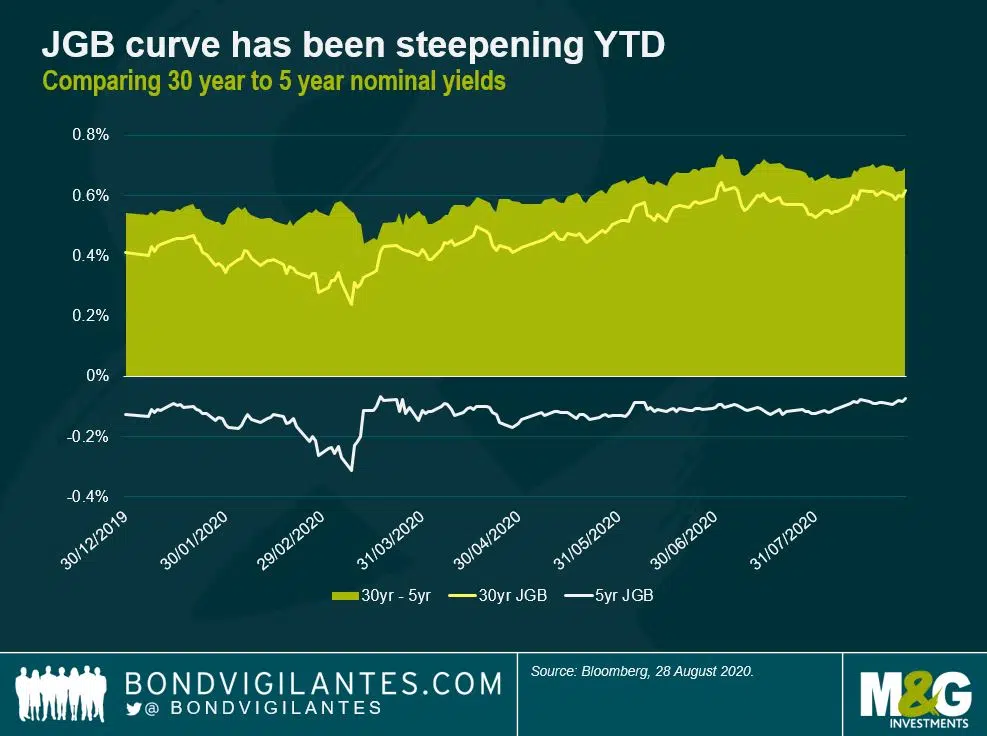 JGB curve has been steepening YTD
Comparing 30 year to 5 year nominal yields
0.8%
0.6%
0.4%
0.2%
0%
-0.2%
-0.4%
30/12/2019
30/01/2020
29/02/2020
31/03/2020
30/04/2020
31/05/2020
30/06/2020
31/07/2020
30yr - 5yr
30yr JGB
5yr JGB
BONDVIGILANTES.COM
@ BONDVIGILANTES
Source: Bloomberg, 28 August 2020.
M&G
INVESTMENTS